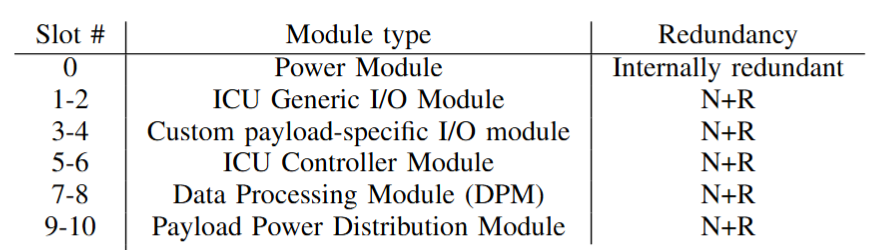 Slot # Module type Redundancy
0 Power Module Internally redundant
1-2 ICU Generic I/O Module N+R
3-4 Custom payload-specific I/O module N+R
5-6 ICU Controller Module N+R
7-8 Data Processing Module (DPM) N+R
9-10 Payload Power Distribution Module N+R